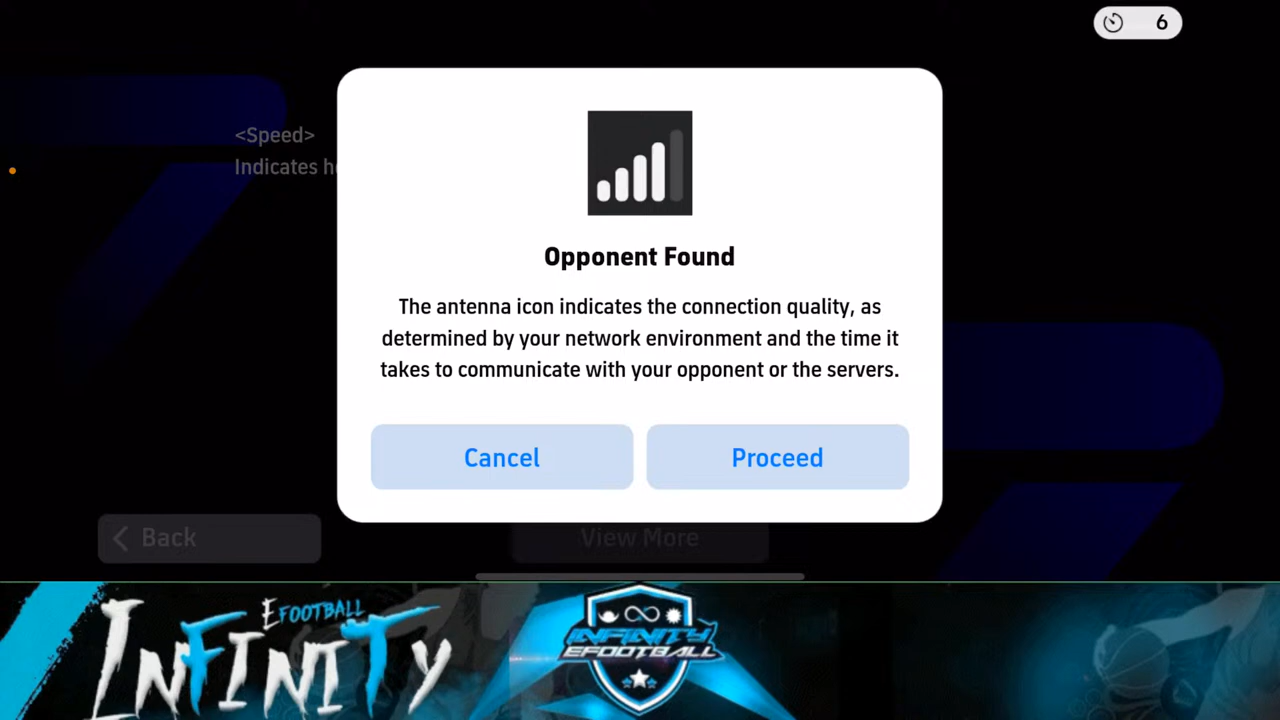 6
<Speed>
Indicates h
Opponent Found
The antenna icon indicates the connection quality, as
determined by your network environment and the time it
takes to communicate with your opponent or the servers.
Cancel
Proceed
Back
View More
EFOOTBALL
INFINITY
INFINITY
EFOOTBALL